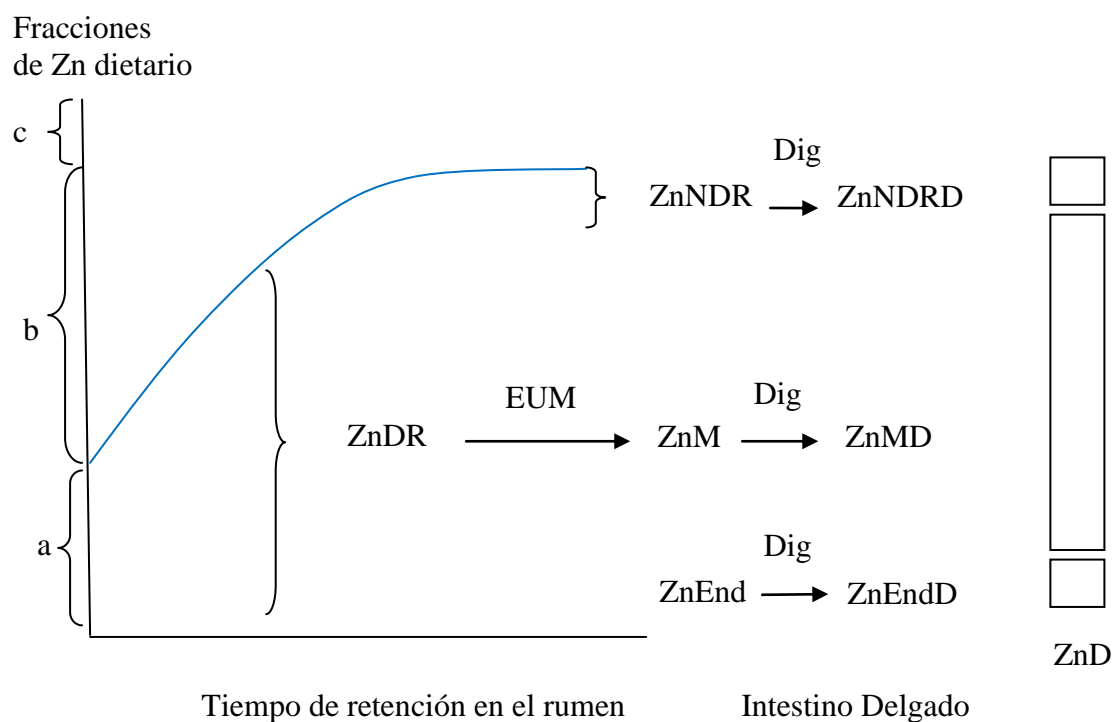 Fracciones
de Zn dietario
c
Dig
ZnNDR
ZnNDRD
b
EUM
Dig
ZnDR
ZnM
ZnMD
a
Dig
ZnEnd
ZnEndD
ZnD
Tiempo de retención en el rumen
Intestino Delgado